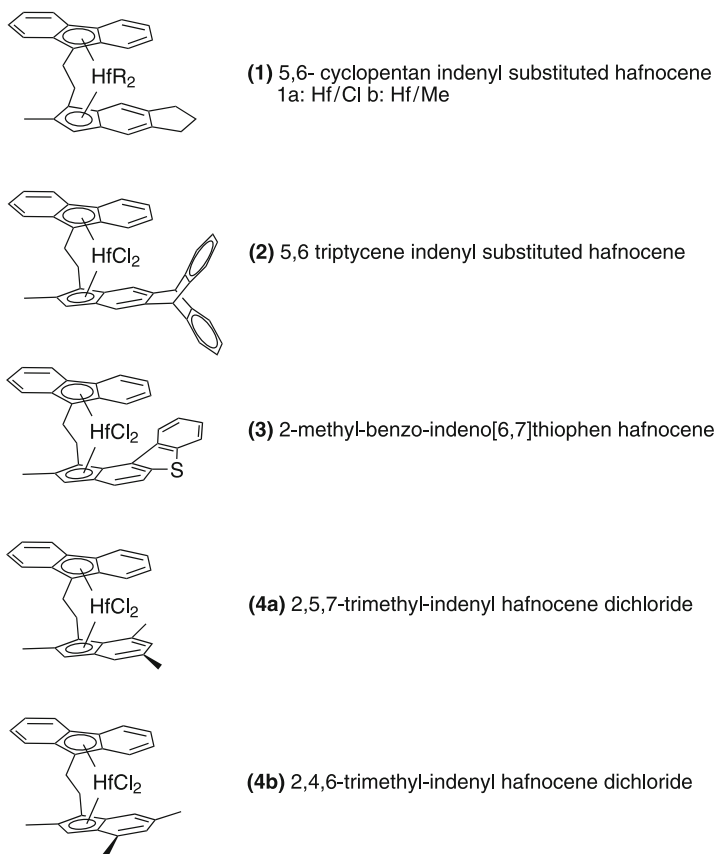 HfR2
(1) 5,6- cyclopentan indenyl substituted hafnocene
1a: Hf/Cl b: Hf/Me
HfCl2
(2) 5,6 triptycene indenyl substituted hafnocene
HfCl2
S
(3) 2-methyl-benzo-indeno[6,7]thiophen hafnocene
HfCl2
(4a) 2,5,7-trimethyl-indenyl hafnocene dichloride
HfCl2
(4b) 2,4,6-trimethyl-indenyl hafnocene dichloride